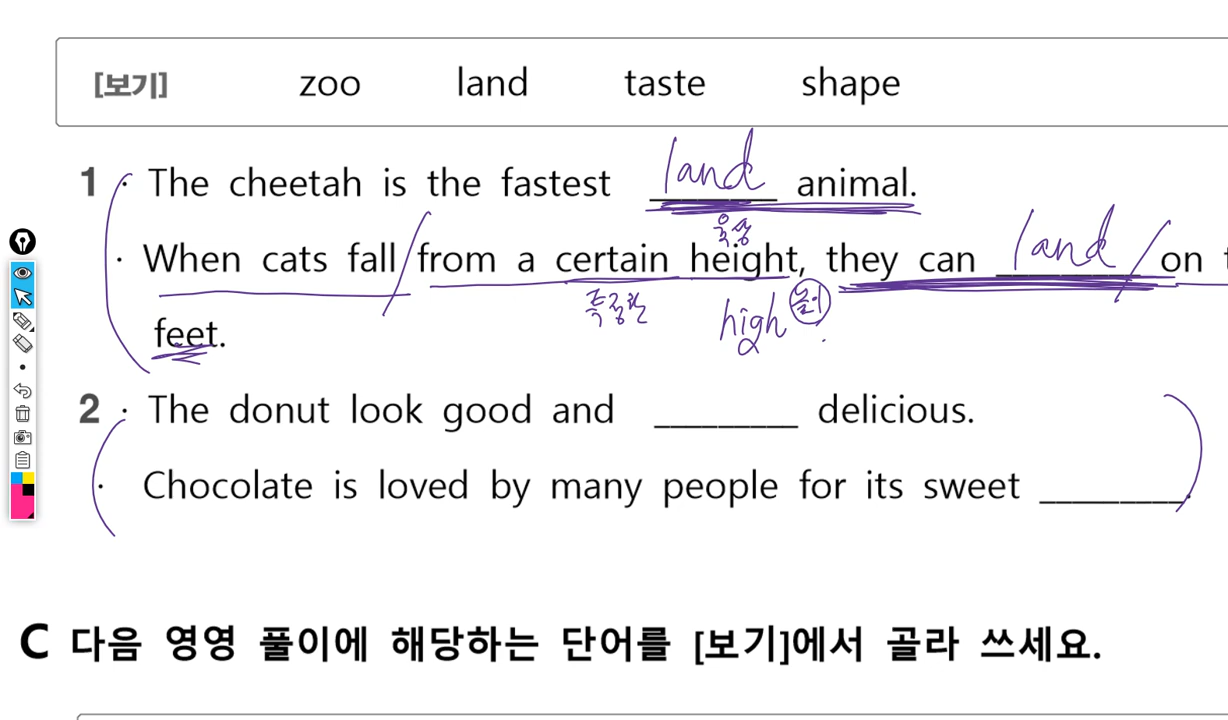 [보기] zoo land taste shape
1 · The cheetah is the fastest land animal.
육상
· When cats fall / from a certain height, they can land / on
특정한 high 높이
feet.
2 · The donut look good and ________ delicious.
· Chocolate is loved by many people for its sweet ________.
C 다음 영영 풀이에 해당하는 단어를 [보기]에서 골라 쓰세요.